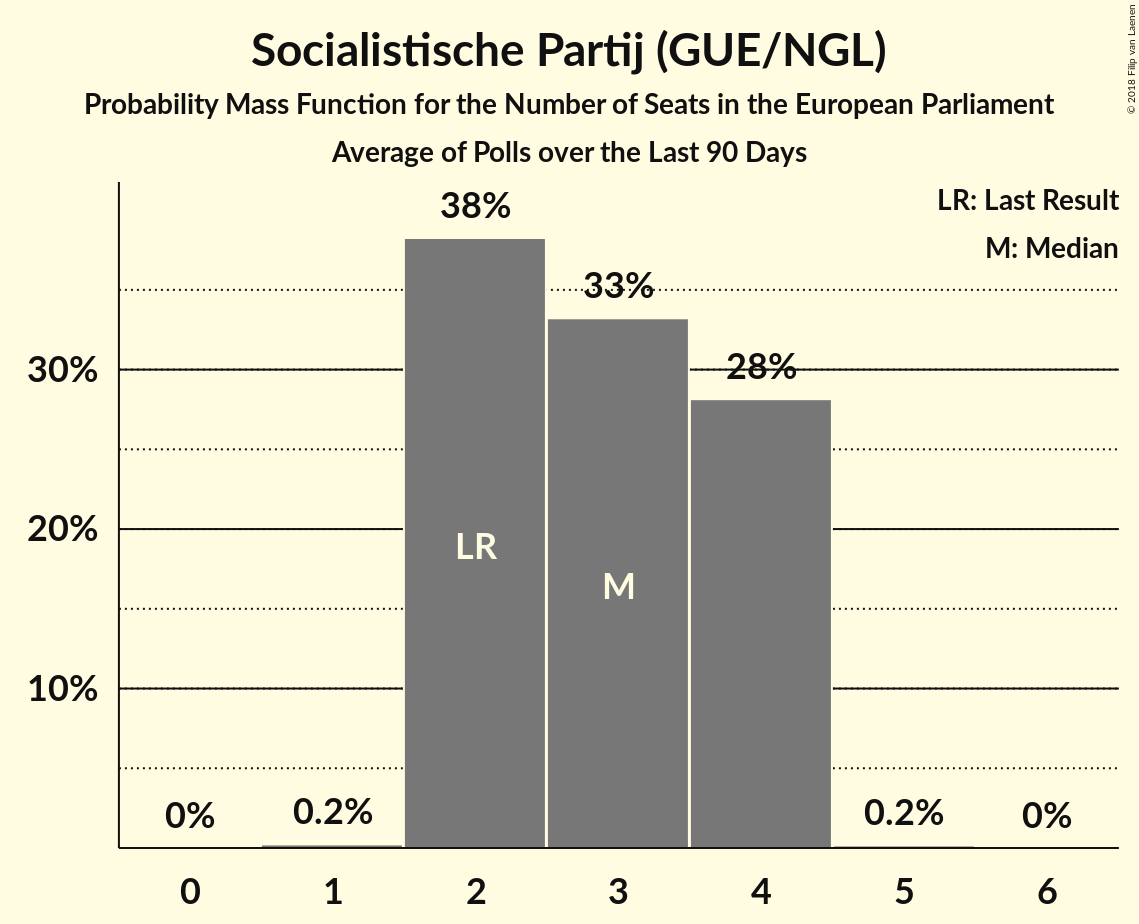 Socialistische Partij (GUE/NGL)
Probability Mass Function for the Number of Seats in the European Parliament
Average of Polls over the Last 90 Days
© 2018 Filip van Laenen
LR: Last Result
M: Median
38%
33%
28%
30%
20%
10%
LR
M
0%
0.2%
0.2%
0%
0 1 2 3 4 5 6